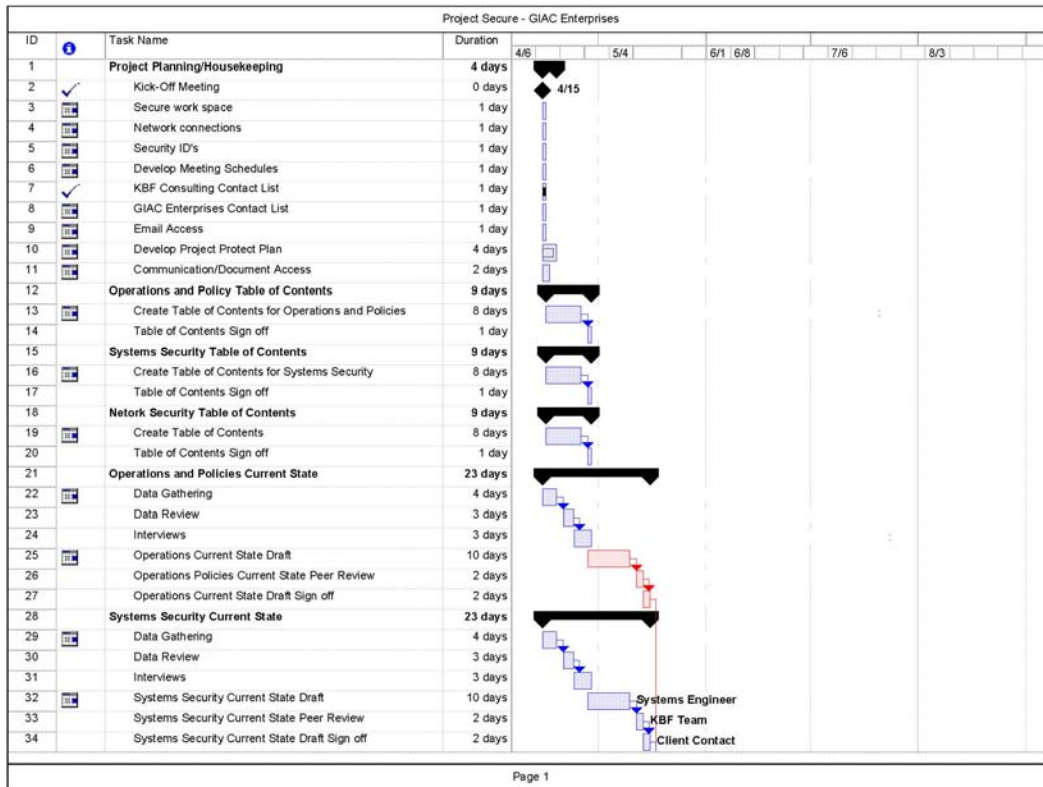 Project Secure - GIAC Enterprises
ID Task Name Duration
4/6 5/4 6/1 6/8 7/6 8/3
1 Project Planning/Housekeeping 4 days
2 Kick-Off Meeting 0 days 4/15
3 Secure work space 1 day
4 Network connections 1 day
5 Security ID's 1 day
6 Develop Meeting Schedules 1 day
7 KBF Consulting Contact List 1 day
8 GIAC Enterprises Contact List 1 day
9 Email Access 1 day
10 Develop Project Protect Plan 4 days
11 Communication/Document Access 2 days
12 Operations and Policy Table of Contents 9 days
13 Create Table of Contents for Operations and Policies 8 days
14 Table of Contents Sign off 1 day
15 Systems Security Table of Contents 9 days
16 Create Table of Contents for Systems Security 8 days
17 Table of Contents Sign off 1 day
18 Netork Security Table of Contents 9 days
19 Create Table of Contents 8 days
20 Table of Contents Sign off 1 day
21 Operations and Policies Current State 23 days
22 Data Gathering 4 days
23 Data Review 3 days
24 Interviews 3 days
25 Operations Current State Draft 10 days
26 Operations Policies Current State Peer Review 2 days
27 Operations Current State Draft Sign off 2 days
28 Systems Security Current State 23 days
29 Data Gathering 4 days
30 Data Review 3 days
31 Interviews 3 days
32 Systems Security Current State Draft 10 days Systems Engineer
33 Systems Security Current State Peer Review 2 days KBF Team
34 Systems Security Current State Draft Sign off 2 days Client Contact
Page 1